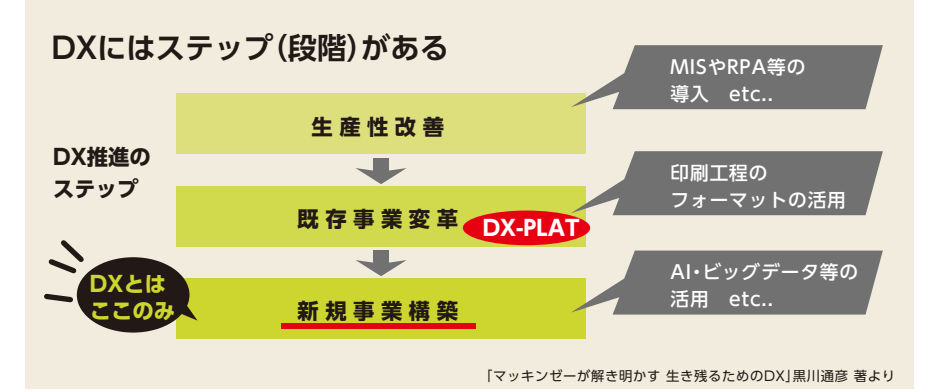 DXにはステップ(段階)がある
MISやRPA等の
導入　etc..
生産性改善
DX推進の
ステップ
印刷工程の
フォーマットの活用
既存事業変革
DX-PLAT
AI・ビッグデータ等の
活用　etc..
DXとは
ここのみ
新規事業構築
「マッキンゼーが解き明かす 生き残るためのDX」黒川通彦 著より